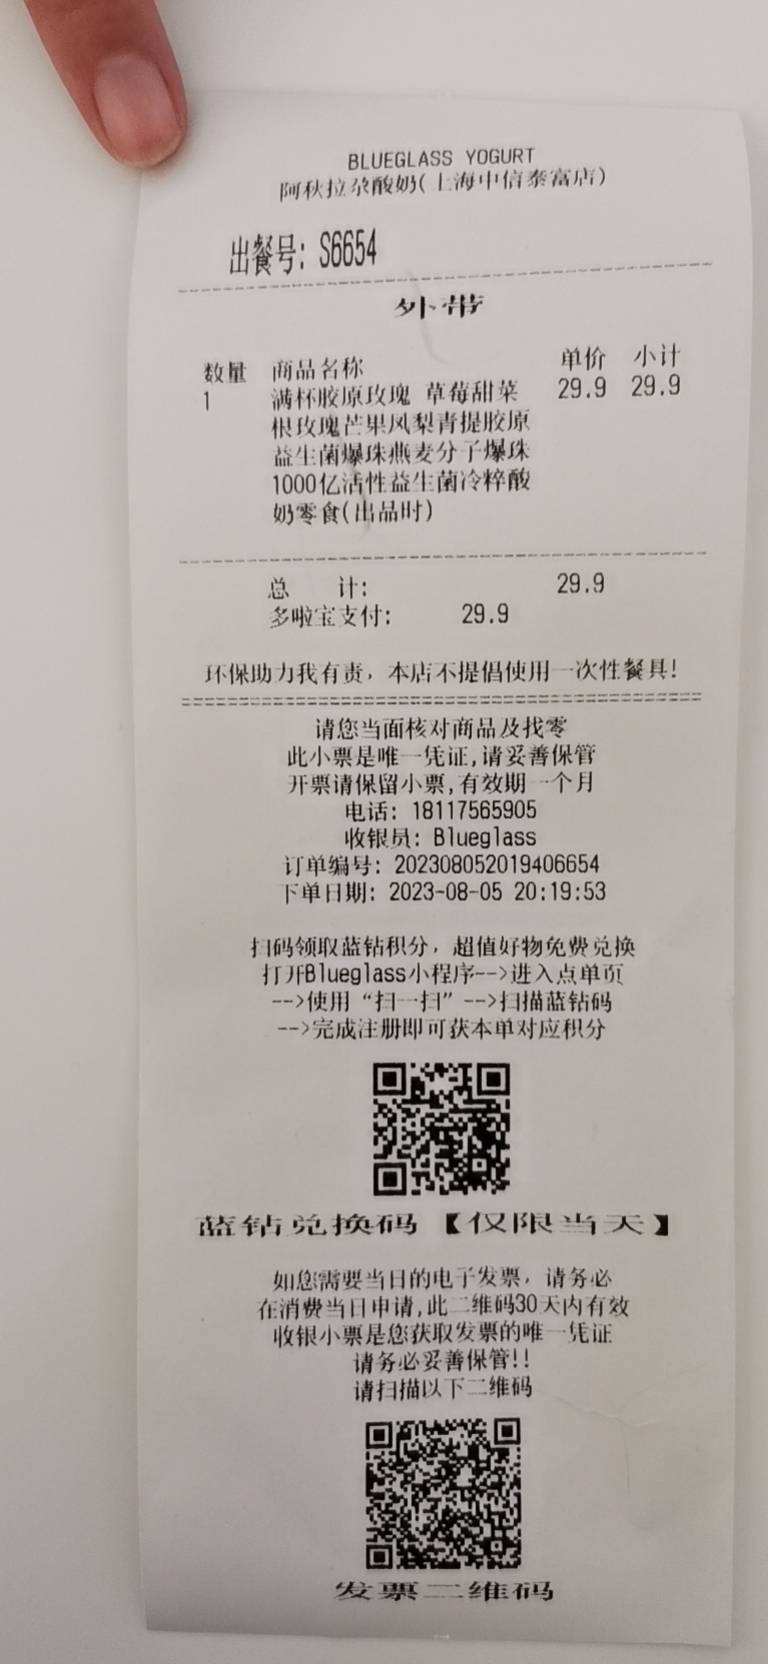 BLUEGLASS YOGURT
阿秋拉尕酸奶(上海中信泰富店)
出餐号: S6654
外带
数量 商品名称 单价 小计
1 满杯胶原玫瑰 草莓甜菜 29.9 29.9
根玫瑰芒果凤梨青提胶原
益生菌爆珠燕麦分子爆珠
1000亿活性益生菌冷粹酸
奶零食(出品时)
总 计: 29.9
多啦宝支付: 29.9
环保助力我有责，本店不提倡使用一次性餐具!
请您当面核对商品及找零
此小票是唯一凭证,请妥善保管
开票请保留小票,有效期一个月
电话: 18117565905
收银员: Blueglass
订单编号: 202308052019406654
下单日期: 2023-08-05 20:19:53
扫码领取蓝钻积分，超值好物免费兑换
打开Blueglass小程序-->进入点单页
-->使用“扫一扫”-->扫描蓝钻码
-->完成注册即可获本单对应积分
蓝钻兑换码【仅限当天】
如您需要当日的电子发票，请务必
在消费当日申请,此二维码30天内有效
收银小票是您获取发票的唯一凭证
请务必妥善保管!!
请扫描以下二维码
发票二维码